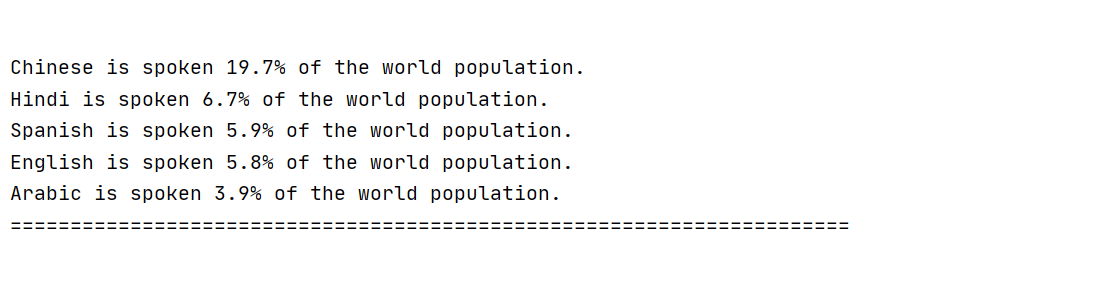 Chinese is spoken 19.7% of the world population.
Hindi is spoken 6.7% of the world population.
Spanish is spoken 5.9% of the world population.
English is spoken 5.8% of the world population.
Arabic is spoken 3.9% of the world population.
======================================================================